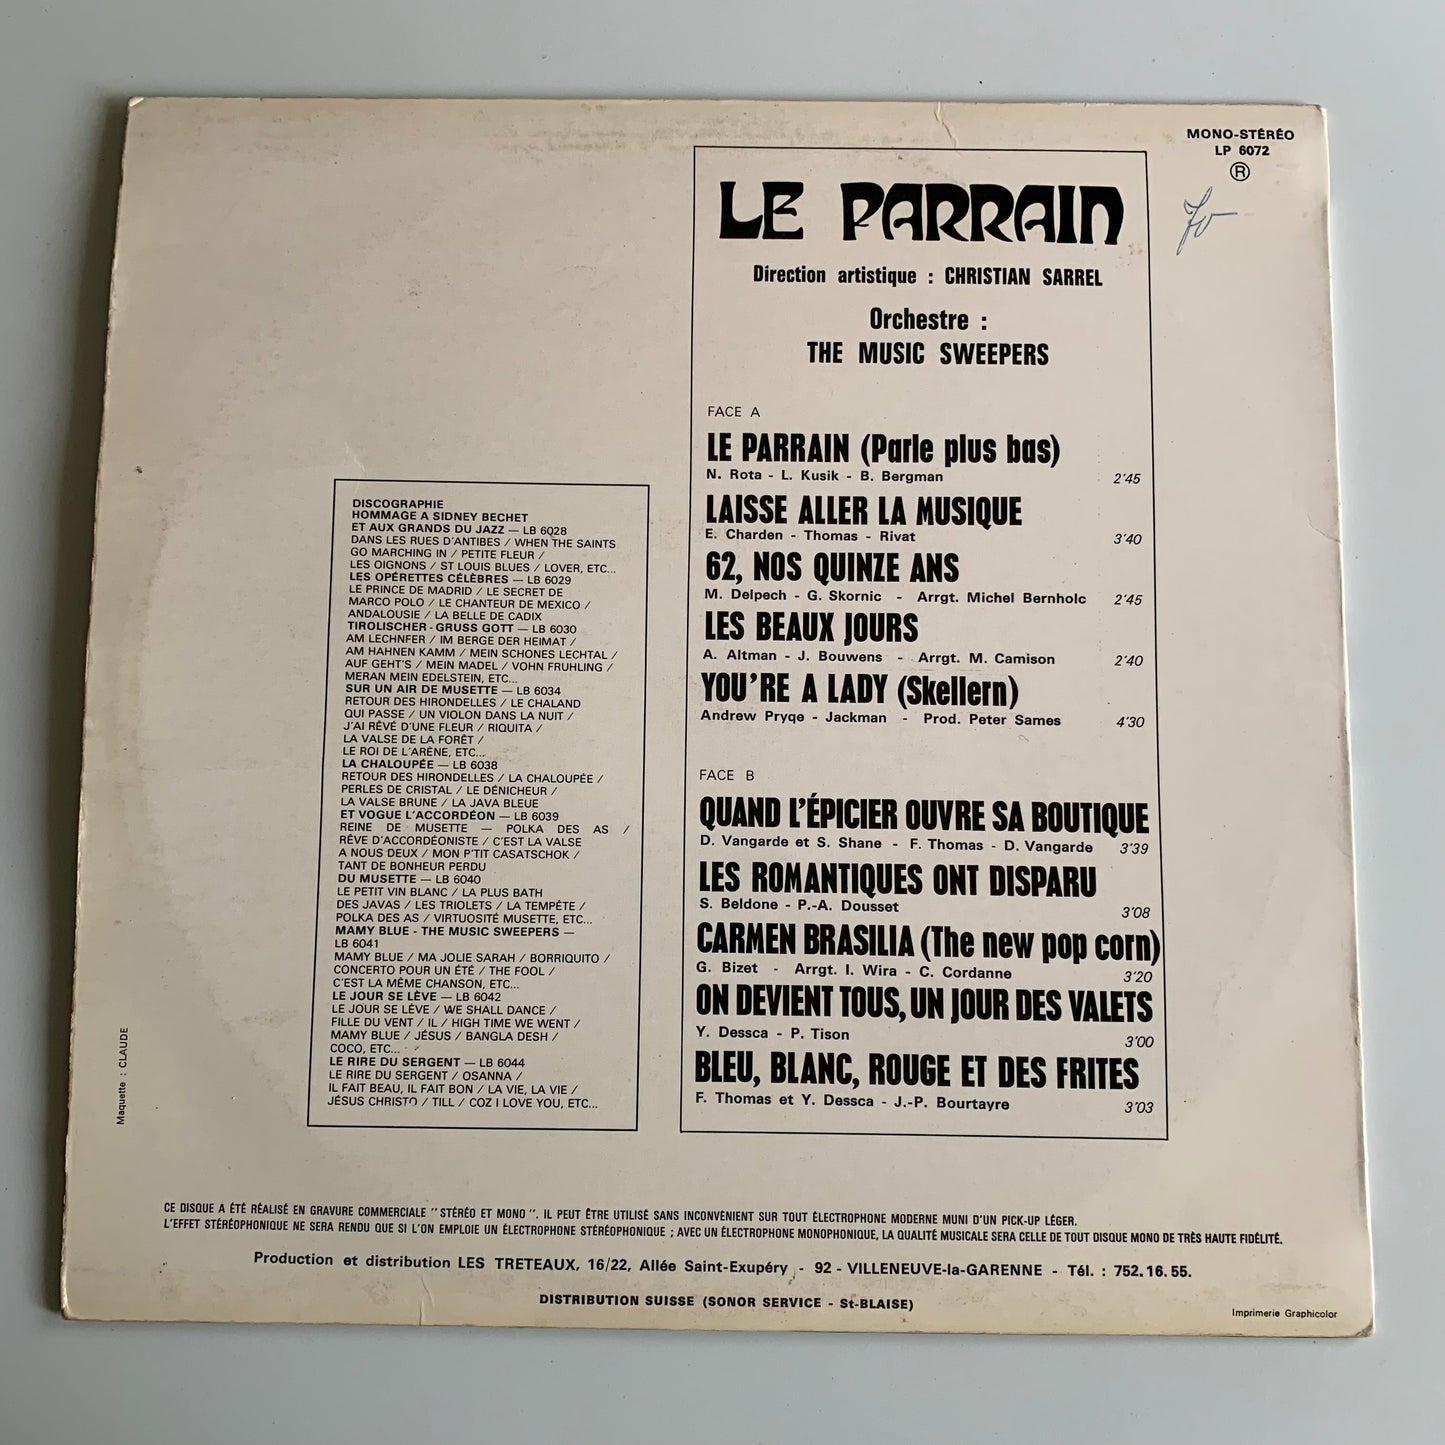 MONO-STÉRÉO
LP 6072
R
LE PARRAIN
Direction artistique : CHRISTIAN SARREL
Orchestre :
THE MUSIC SWEEPERS
FACE A
LE PARRAIN (Parle plus bas)
N. Rota - L. Kusik - B. Bergman 2'45
LAISSE ALLER LA MUSIQUE
E. Charden - Thomas - Rivat 3'40
62, NOS QUINZE ANS
M. Delpech - G. Skornic - Arrgt. Michel Bernholc 2'45
LES BEAUX JOURS
A. Altman - J. Bouwens - Arrgt. M. Camison 2'40
YOU'RE A LADY (Skellern)
Andrew Pryqe - Jackman - Prod. Peter Sames 4'30
FACE B
QUAND L'ÉPICIER OUVRE SA BOUTIQUE
D. Vangarde et S. Shane - F. Thomas - D. Vangarde 3'39
LES ROMANTIQUES ONT DISPARU
S. Beldone - P.-A. Dousset 3'08
CARMEN BRASILIA (The new pop corn)
G. Bizet - Arrgt. I. Wira - C. Cordanne 3'20
ON DEVIENT TOUS, UN JOUR DES VALETS
Y. Dessca - P. Tison 3'00
BLEU, BLANC, ROUGE ET DES FRITES
F. Thomas et Y. Dessca - J.-P. Bourtayre 3'03
DISCOGRAPHIE
HOMMAGE A SIDNEY BECHET
ET AUX GRANDS DU JAZZ — LB 6028
DANS LES RUES D'ANTIBES / WHEN THE SAINTS
GO MARCHING IN / PETITE FLEUR /
LES OIGNONS / ST LOUIS BLUES / LOVER, ETC...
LES OPÉRETTES CÉLÈBRES — LB 6029
LE PRINCE DE MADRID / LE SECRET DE
MARCO POLO / LE CHANTEUR DE MEXICO /
ANDALOUSIE / LA BELLE DE CADIX
TIROLISCHER - GRUSS GOTT — LB 6030
AM LECHNFER / IM BERGE DER HEIMAT /
AM HAHNEN KAMM / MEIN SCHONES LECHTAL /
AUF GEHT'S / MEIN MADEL / VOHN FRUHLING /
MERAN MEIN EDELSTEIN, ETC...
SUR UN AIR DE MUSETTE — LB 6034
RETOUR DES HIRONDELLES / LE CHALAND
QUI PASSE / UN VIOLON DANS LA NUIT /
J'AI RÊVÉ D'UNE FLEUR / RIQUITA /
LA VALSE DE LA FORÊT /
LE ROI DE L'ARÈNE, ETC...
LA CHALOUPÉE — LB 6038
RETOUR DES HIRONDELLES / LA CHALOUPÉE /
PERLES DE CRISTAL / LE DÉNICHEUR /
LA VALSE BRUNE / LA JAVA BLEUE
ET VOGUE L'ACCORDÉON — LB 6039
REINE DE MUSETTE — POLKA DES AS /
RÊVE D'ACCORDÉONISTE / C'EST LA VALSE
A NOUS DEUX / MON P'TIT CASATSCHOK /
TANT DE BONHEUR PERDU
DU MUSETTE — LB 6040
LE PETIT VIN BLANC / LA PLUS BATH
DES JAVAS / LES TRIOLETS / LA TEMPÊTE /
POLKA DES AS / VIRTUOSITÉ MUSETTE, ETC...
MAMY BLUE - THE MUSIC SWEEPERS —
LB 6041
MAMY BLUE / MA JOLIE SARAH / BORRIQUITO /
CONCERTO POUR UN ÉTÉ / THE FOOL /
C'EST LA MÊME CHANSON, ETC...
LE JOUR SE LÈVE — LB 6042
LE JOUR SE LÈVE / WE SHALL DANCE /
FILLE DU VENT / IL / HIGH TIME WE WENT /
MAMY BLUE / JÉSUS / BANGLA DESH /
COCO, ETC...
LE RIRE DU SERGENT — LB 6044
LE RIRE DU SERGENT / OSANNA /
IL FAIT BEAU, IL FAIT BON / LA VIE, LA VIE /
JÉSUS CHRISTO / TILL / COZ I LOVE YOU, ETC...
Maquette : CLAUDE
CE DISQUE A ÉTÉ RÉALISÉ EN GRAVURE COMMERCIALE "STÉRÉO ET MONO". IL PEUT ÊTRE UTILISÉ SANS INCONVÉNIENT SUR TOUT ÉLECTROPHONE MODERNE MUNI D'UN PICK-UP LÉGER.
L'EFFET STÉRÉOPHONIQUE NE SERA RENDU QUE SI L'ON EMPLOIE UN ÉLECTROPHONE STÉRÉOPHONIQUE ; AVEC UN ÉLECTROPHONE MONOPHONIQUE, LA QUALITÉ MUSICALE SERA CELLE DE TOUT DISQUE MONO DE TRÈS HAUTE FIDÉLITÉ.
Production et distribution LES TRETEAUX, 16/22, Allée Saint-Exupéry - 92 - VILLENEUVE-la-GARENNE - Tél. : 752.16.55.
DISTRIBUTION SUISSE (SONOR SERVICE - St-BLAISE)
Imprimerie Graphicolor